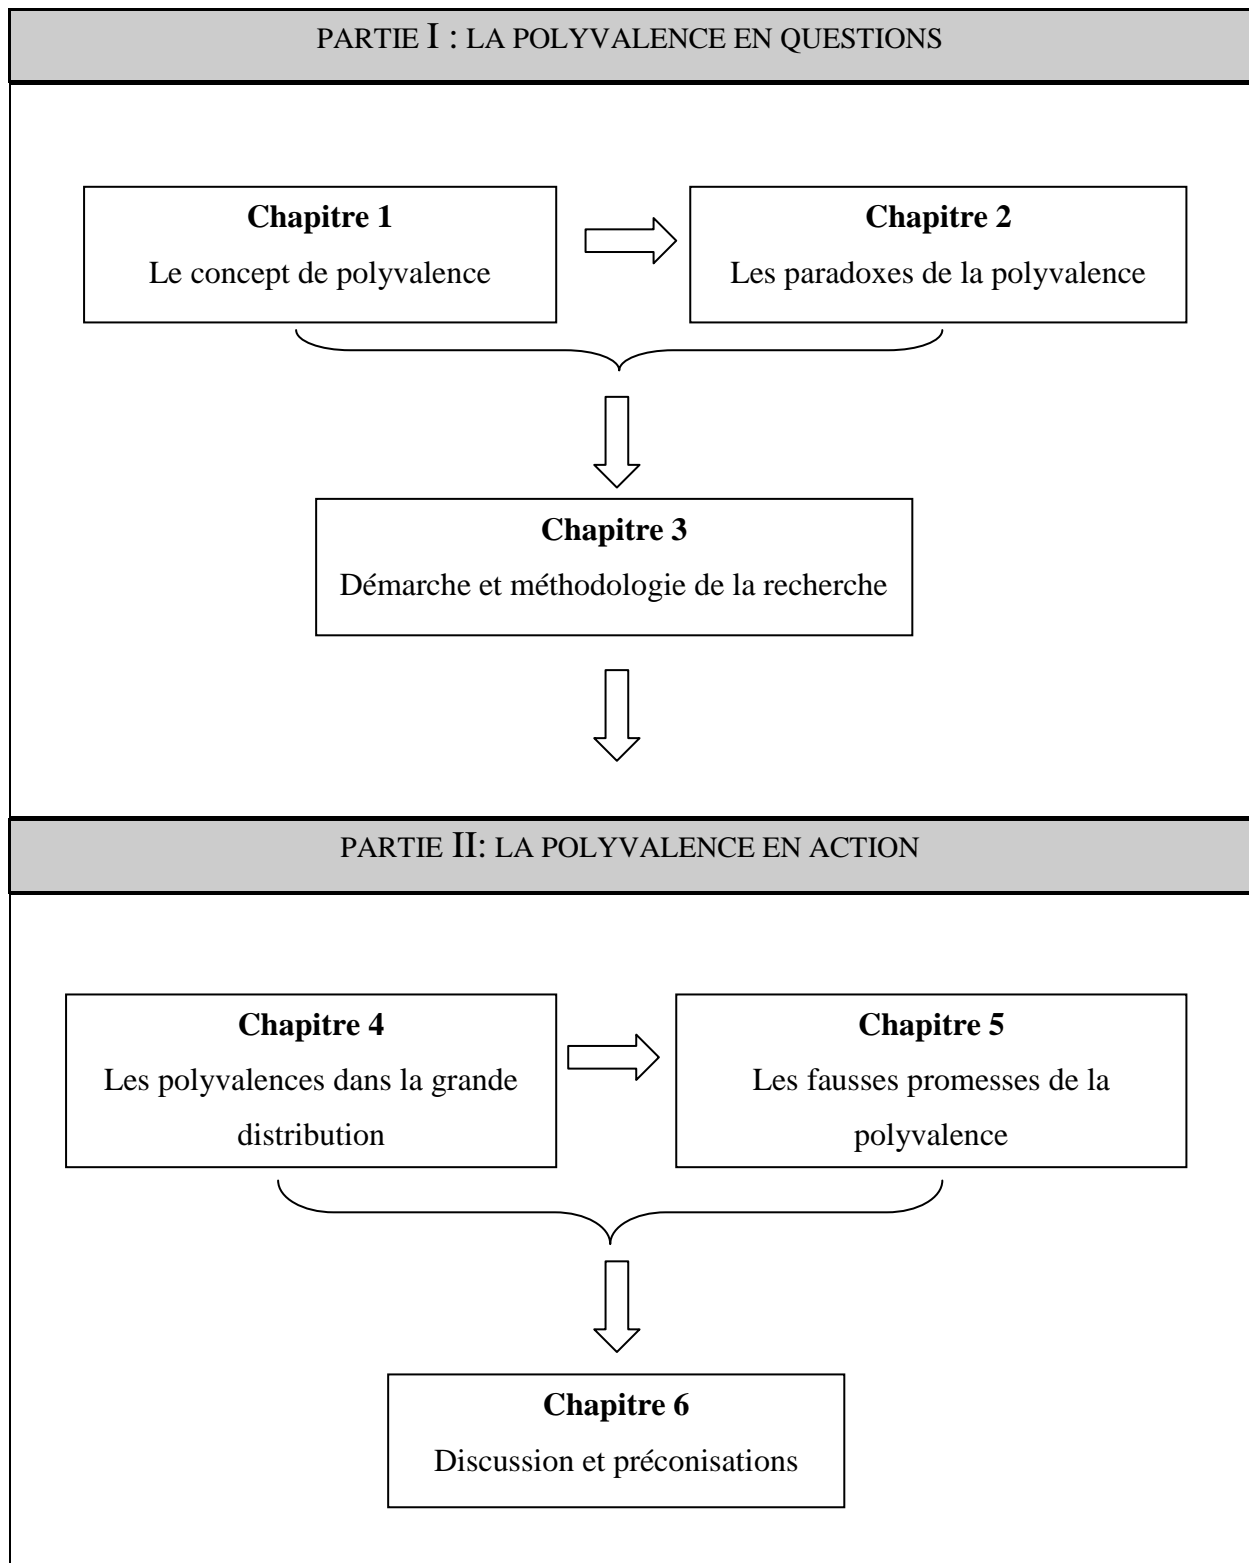 PARTIE I : LA POLYVALENCE EN QUESTIONS
Chapitre 1
Le concept de polyvalence
Chapitre 2
Les paradoxes de la polyvalence
Chapitre 3
Démarche et méthodologie de la recherche
PARTIE II: LA POLYVALENCE EN ACTION
Chapitre 4
Les polyvalences dans la grande
distribution
Chapitre 5
Les fausses promesses de la
polyvalence
Chapitre 6
Discussion et préconisations